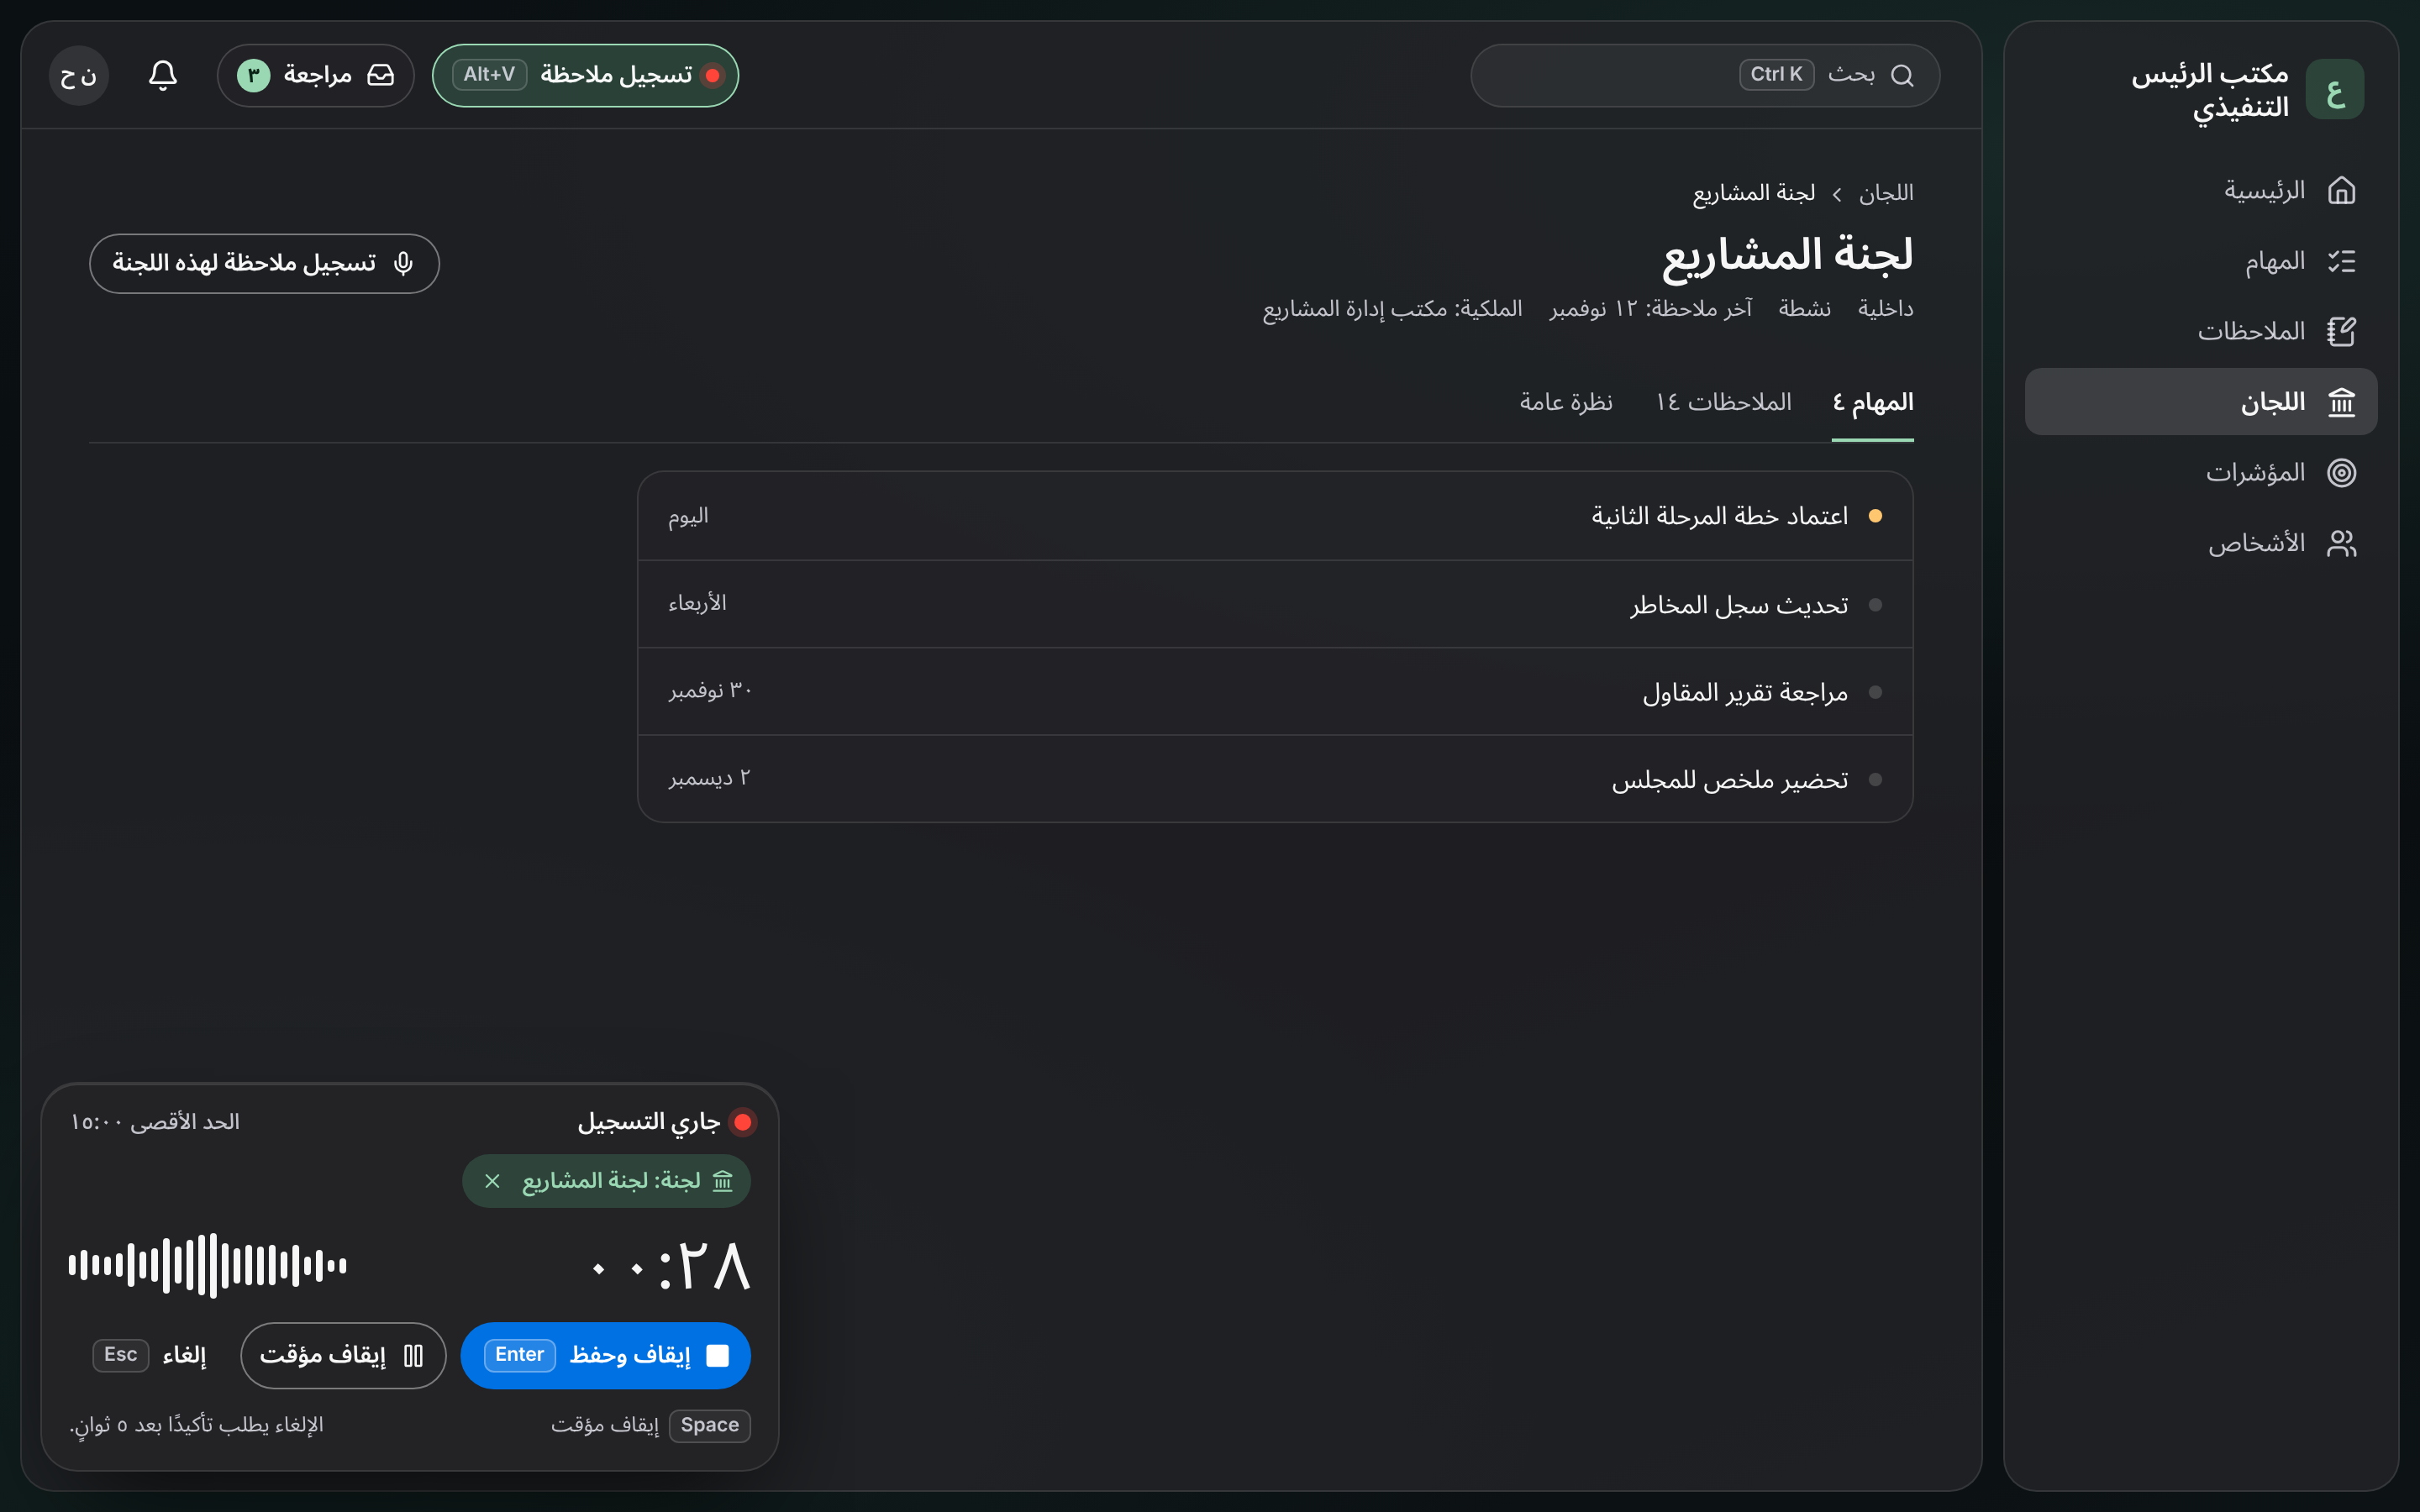 مكتب الرئيس
التنفيذي
ع
الرئيسية
المهام
الملاحظات
اللجان
المؤشرات
الأشخاص
بحث Ctrl K
تسجيل ملاحظة Alt+V
مراجعة ٣
ن ح
اللجان
لجنة المشاريع
لجنة المشاريع
تسجيل ملاحظة لهذه اللجنة
داخلية نشطة آخر ملاحظة: ١٢ نوفمبر الملكية: مكتب إدارة المشاريع
المهام ٤ الملاحظات ١٤ نظرة عامة
اعتماد خطة المرحلة الثانية اليوم
تحديث سجل المخاطر الأربعاء
مراجعة تقرير المقاول ٣٠ نوفمبر
تحضير ملخص للمجلس ٢ ديسمبر
جاري التسجيل الحد الأقصى ١٥:٠٠
لجنة: لجنة المشاريع
٠٠:٢٨
إيقاف وحفظ Enter إيقاف مؤقت إلغاء Esc
Space إيقاف مؤقت الإلغاء يطلب تأكيدًا بعد ٥ ثوانٍ.